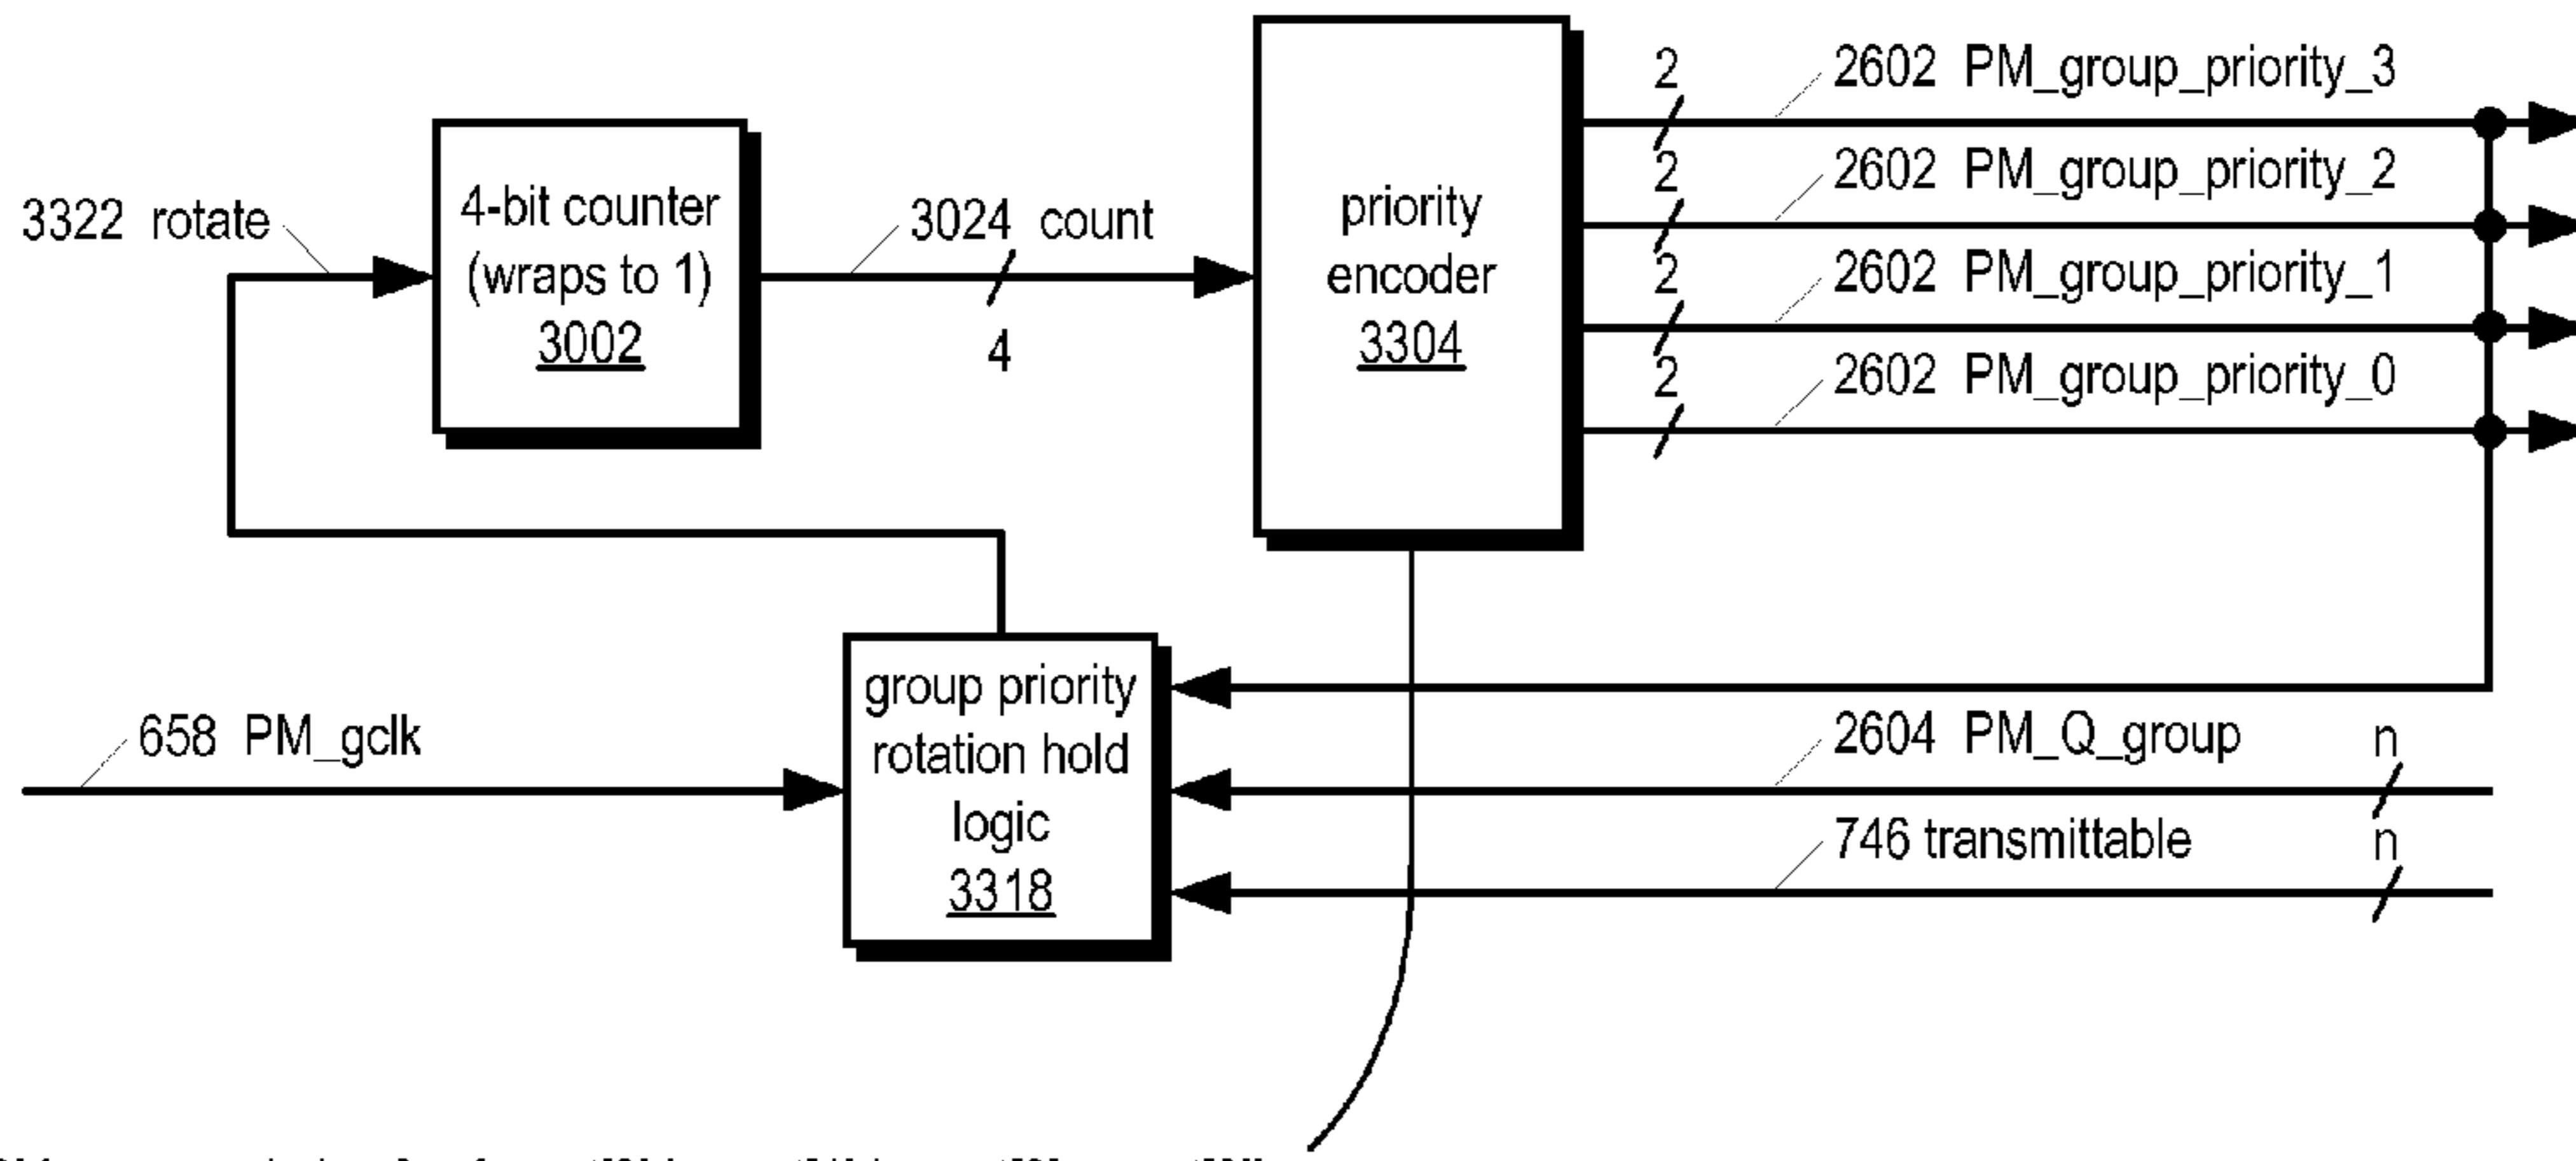 2
2602 PM_group_priority_3
2
2602 PM_group_priority_2
2
2602 PM_group_priority_1
2
2602 PM_group_priority_0
3322 rotate
4-bit counter
(wraps to 1)
3002
3024 count
4
priority
encoder
3304
658 PM_gclk
group priority
rotation hold
logic
3318
2604 PM_Q_group
n
746 transmittable
n